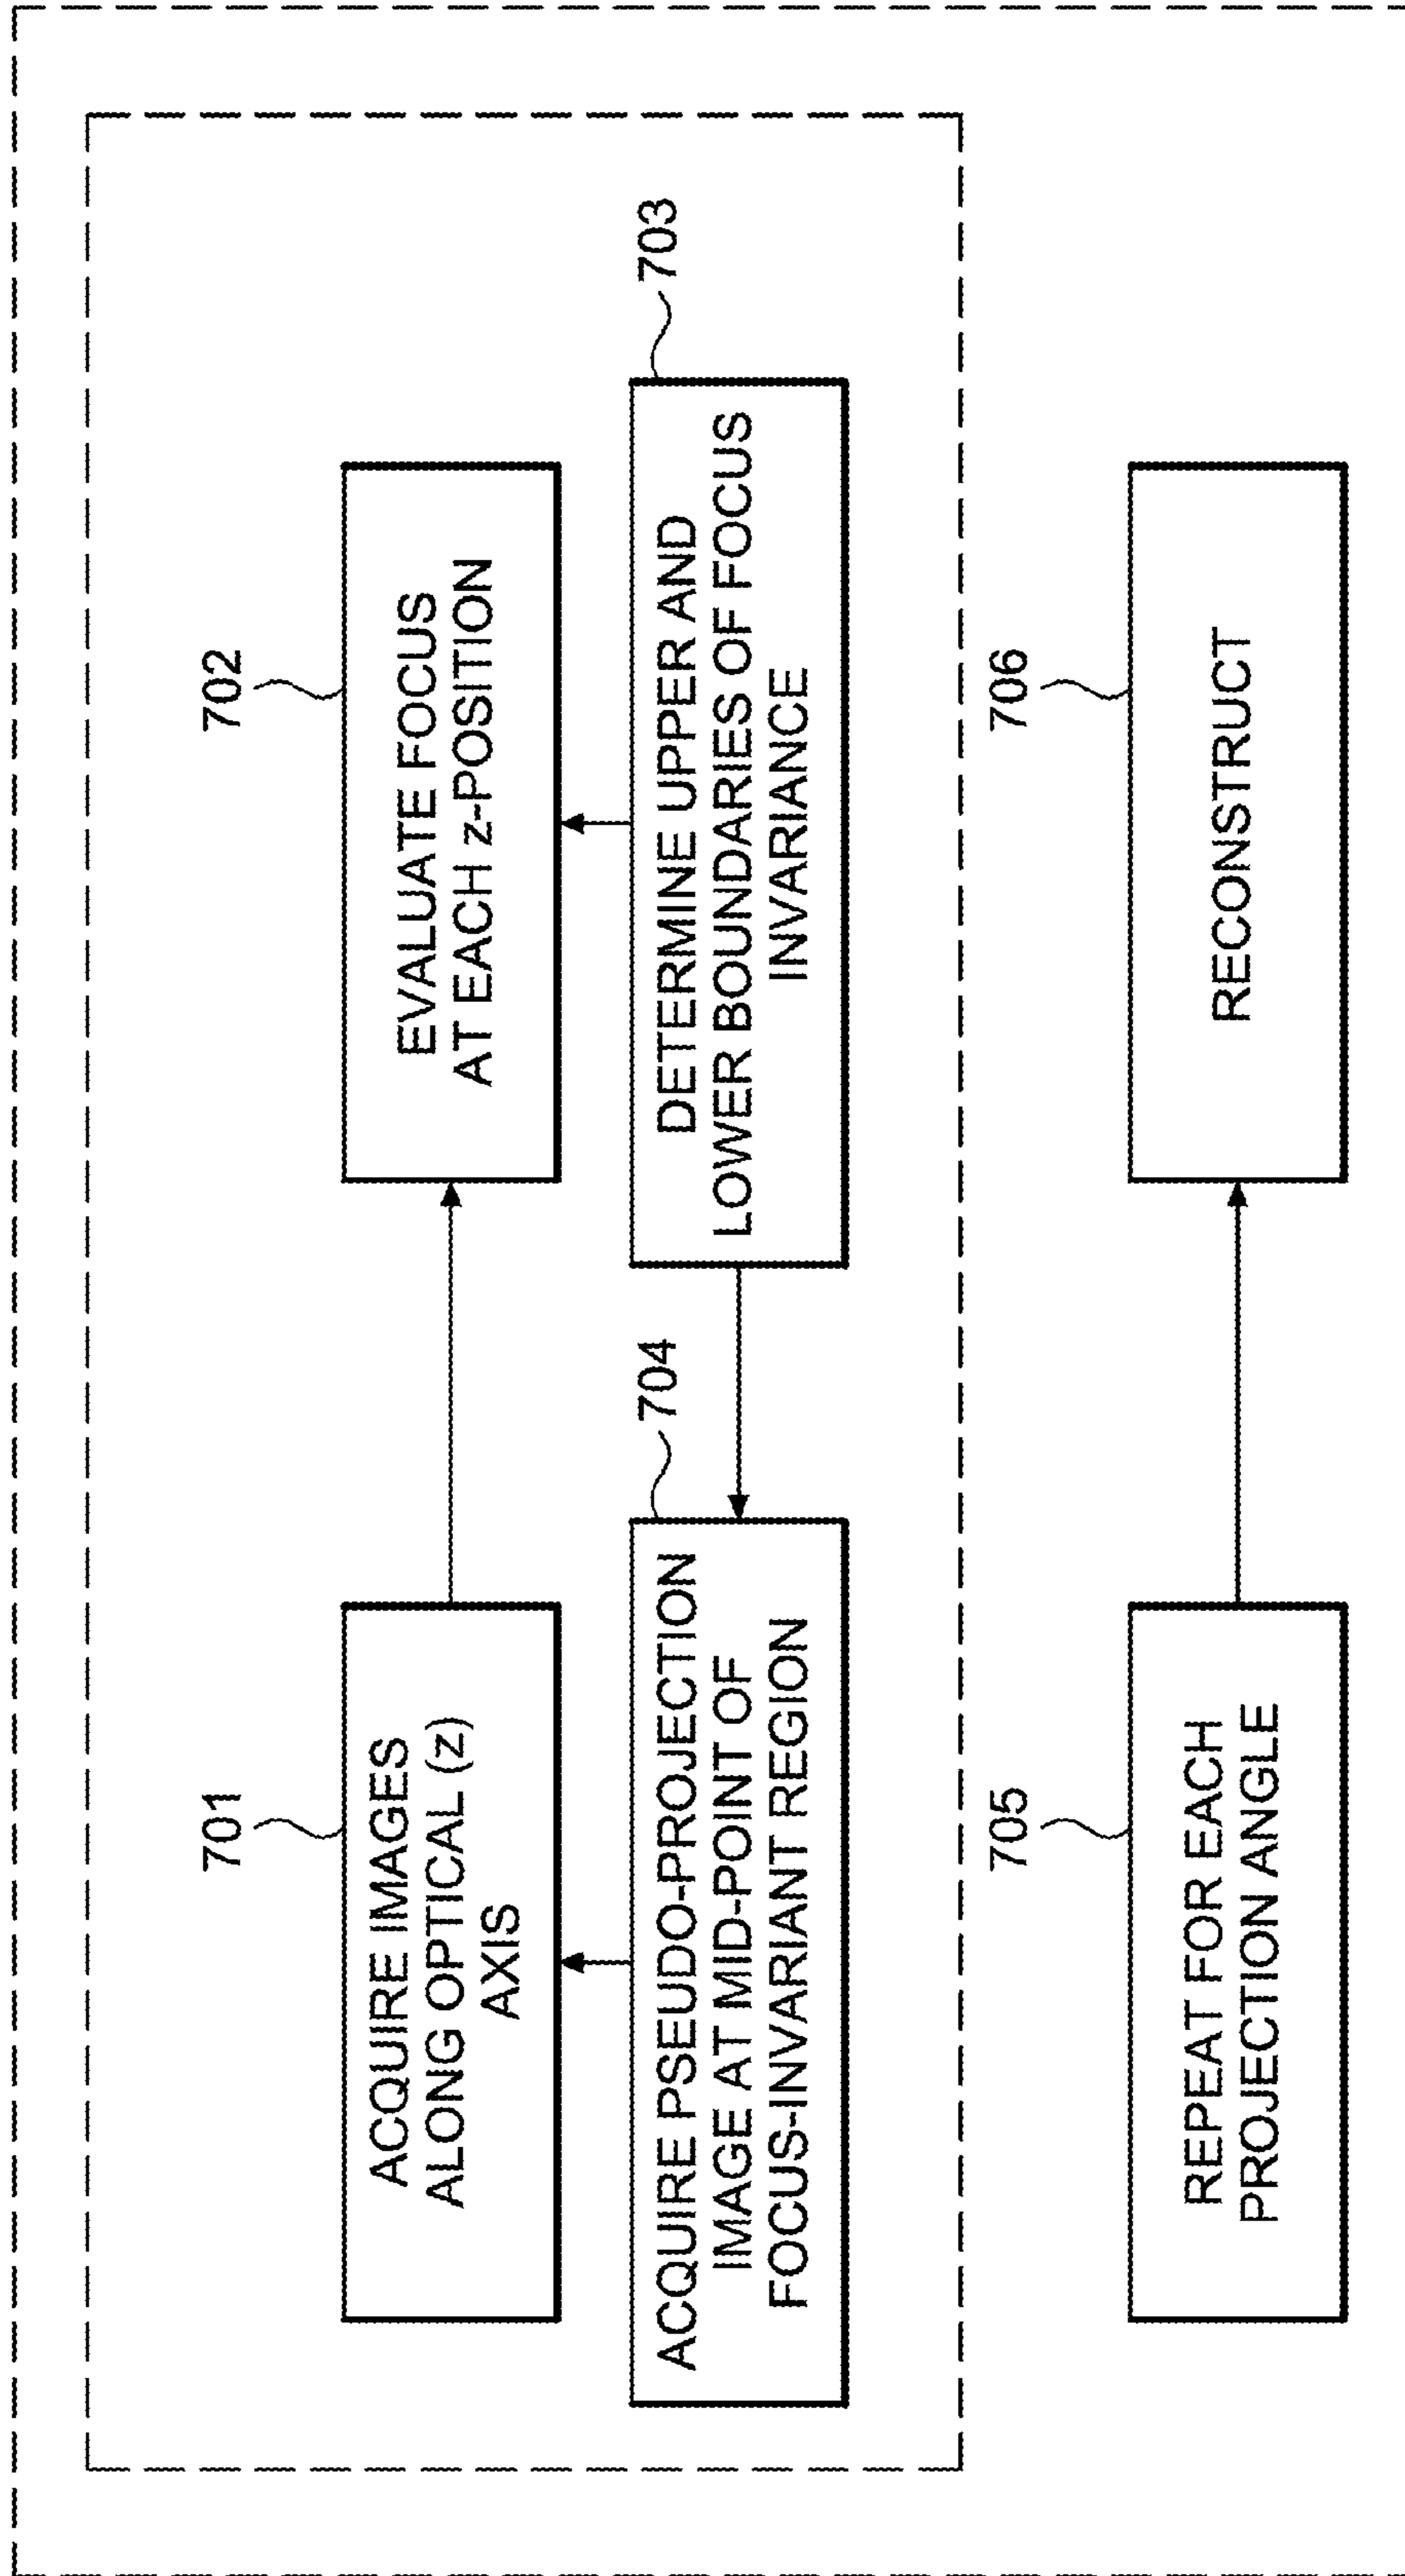 701
ACQUIRE IMAGES
ALONG OPTICAL (z)
AXIS
702
EVALUATE FOCUS
AT EACH z-POSITION
704
ACQUIRE PSEUDO-PROJECTION
IMAGE AT MID-POINT OF
FOCUS-INVARIANT REGION
703
DETERMINE UPPER AND
LOWER BOUNDARIES OF FOCUS
INVARIANCE
705
REPEAT FOR EACH
PROJECTION ANGLE
706
RECONSTRUCT